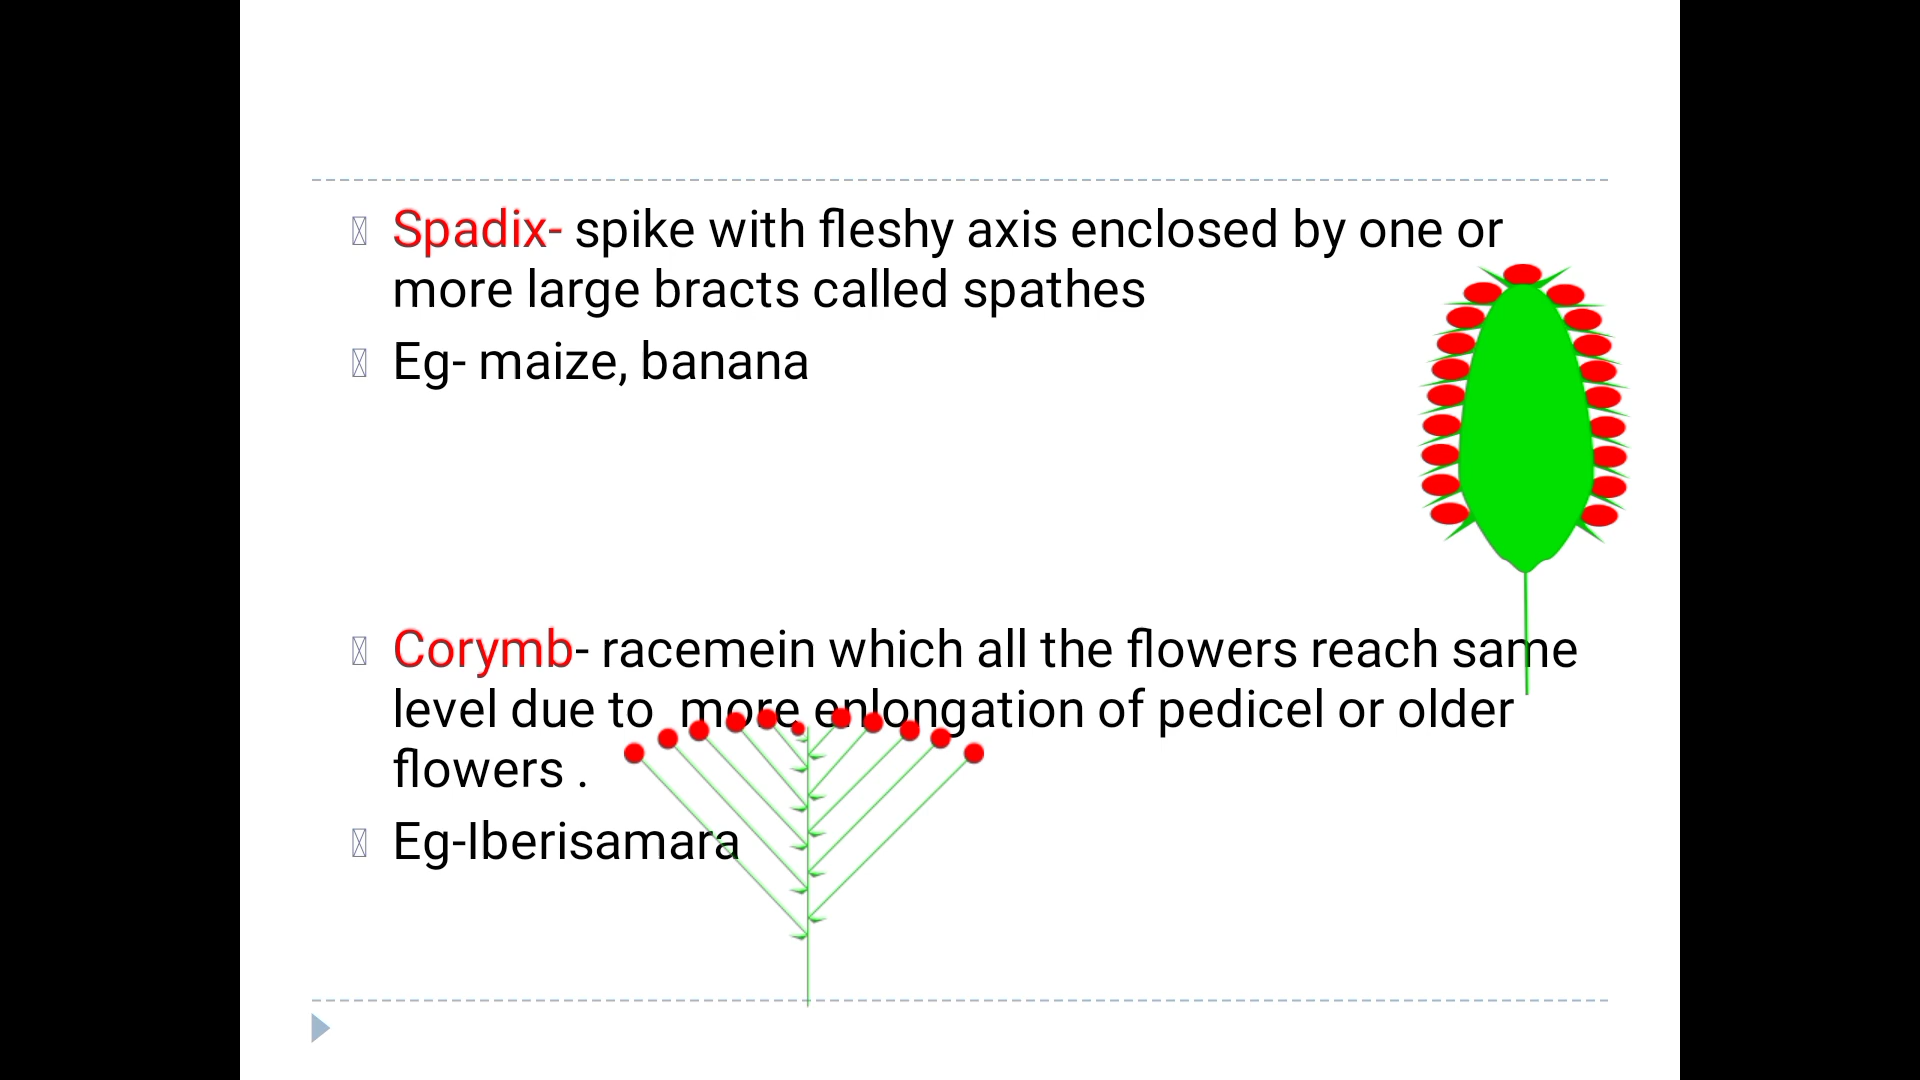 Spadix- spike with fleshy axis enclosed by one or
more large bracts called spathes
Eg- maize, banana
Corymb- racemein which all the flowers reach same
level due to  more enlongation of pedicel or older
flowers .
Eg-Iberisamara